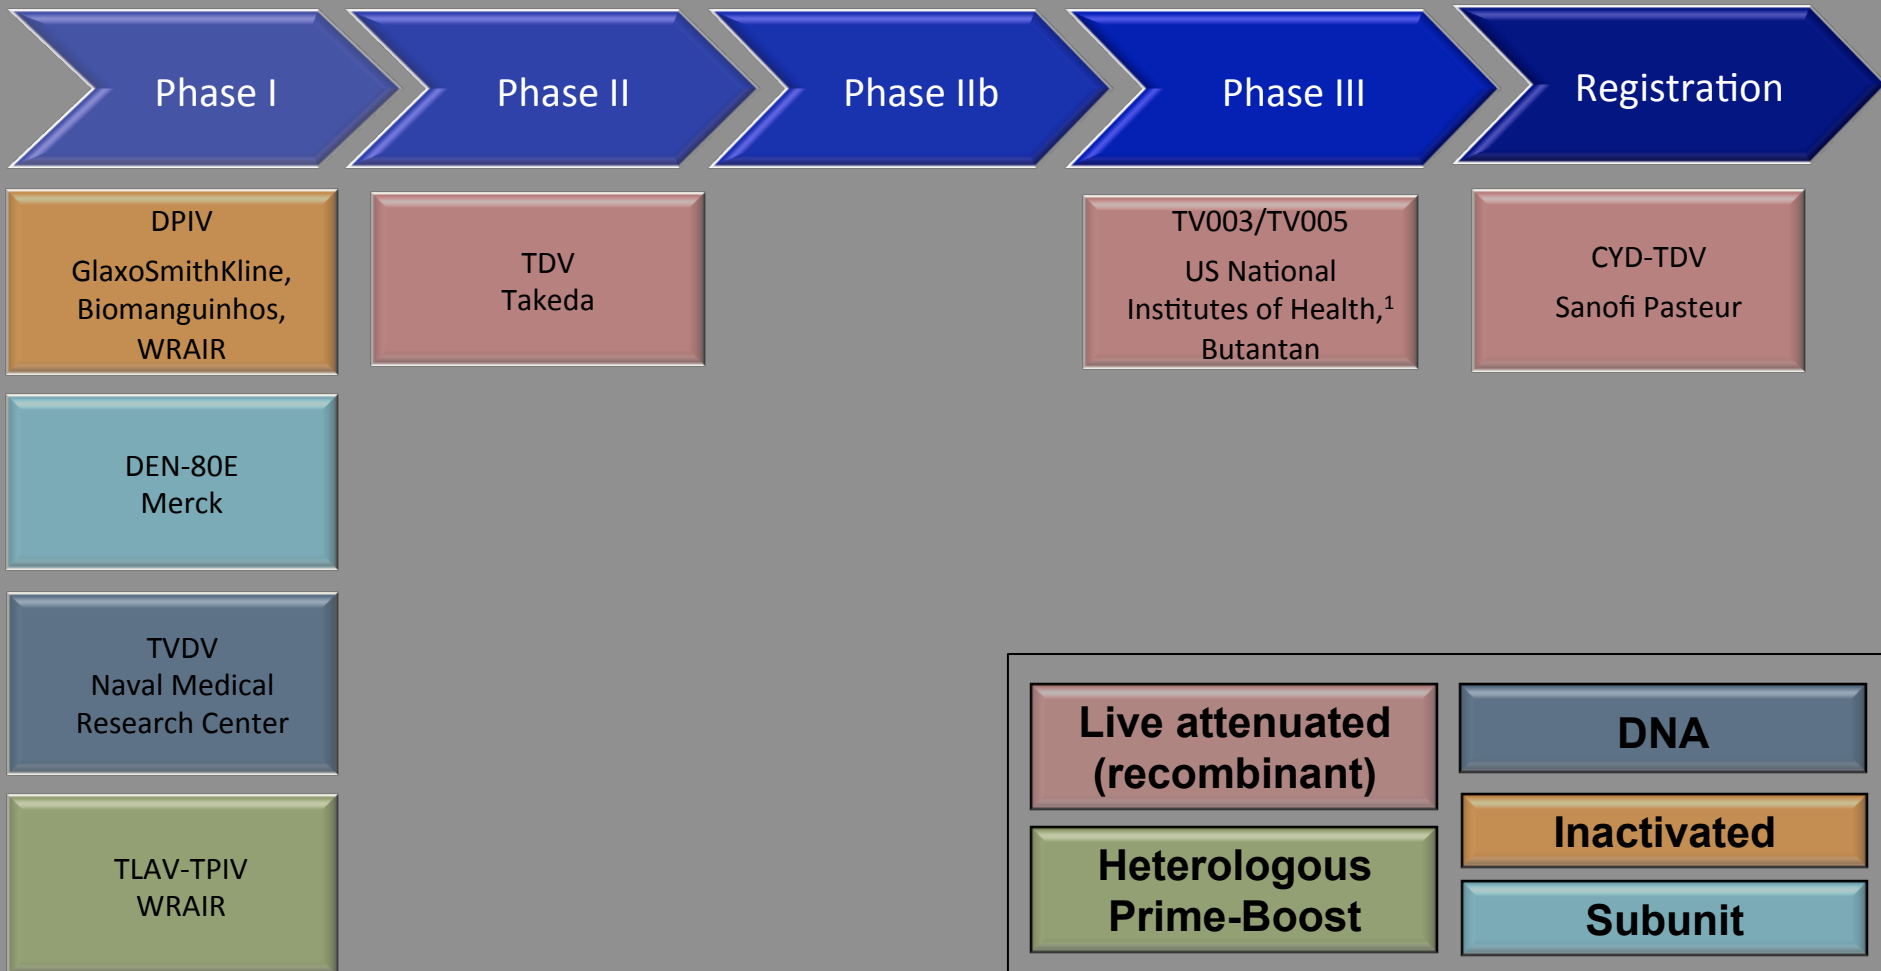 Phase I
Phase II
Phase IIb
Phase III
Registration
DPIV
GlaxoSmithKline,
Biomanguinhos,
WRAIR
TDV
Takeda
TV003/TV005
US National
Institutes of Health,1
Butantan
CYD-TDV
Sanofi Pasteur
DEN-80E
Merck
TVDV
Naval Medical
Research Center
TLAV-TPIV
WRAIR
Live attenuated
(recombinant)
DNA
Heterologous
Prime-Boost
Inactivated
Subunit